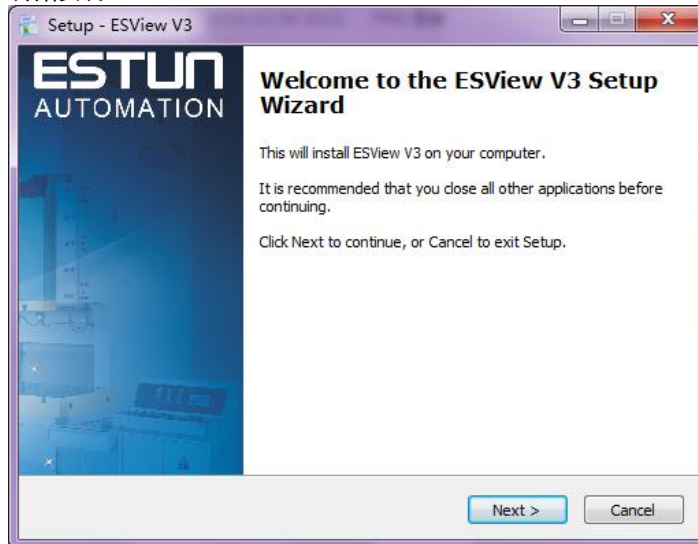 Setup - ESView V3
ESTUN
AUTOMATION
Welcome to the ESView V3 Setup
Wizard
This will install ESView V3 on your computer.
It is recommended that you close all other applications before
continuing.
Click Next to continue, or Cancel to exit Setup.
Next >
Cancel